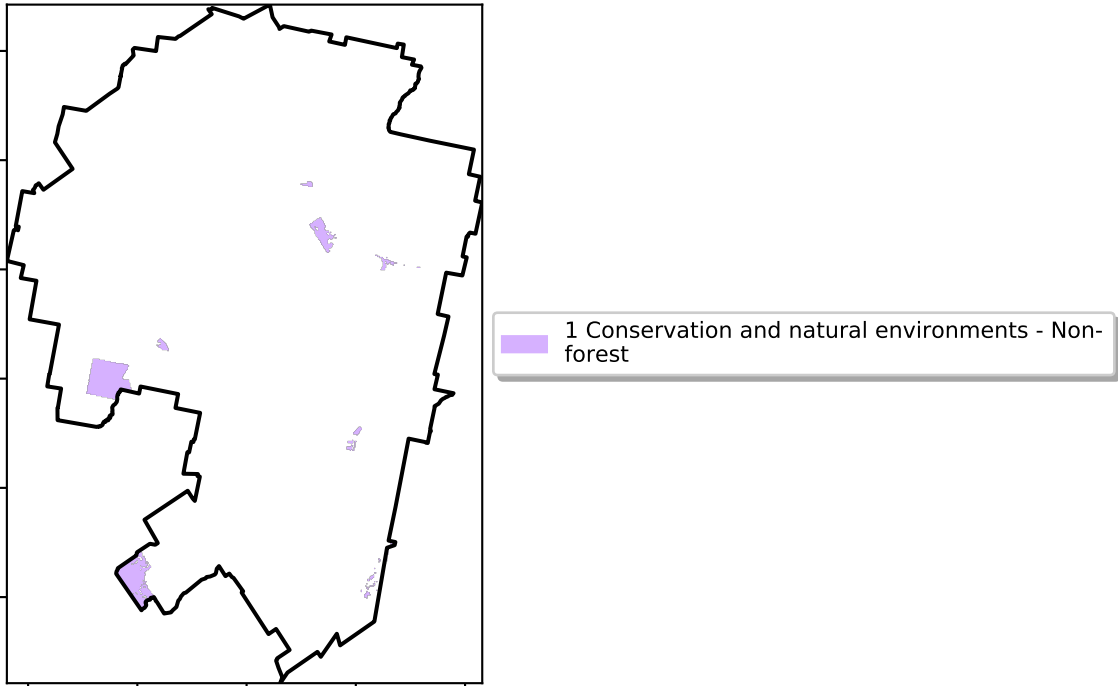 1 Conservation and natural environments - Non-
forest